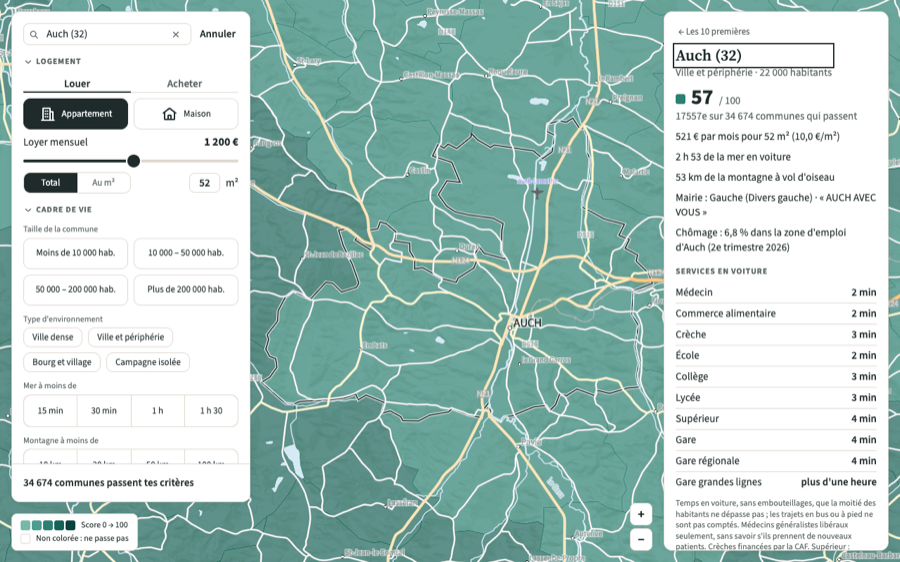 Auch (32)
Annuler
LOGEMENT
Louer
Acheter
Appartement
Maison
Loyer mensuel
1 200 €
Total
Au m²
52
m²
CADRE DE VIE
Taille de la commune
Moins de 10 000 hab.
10 000 – 50 000 hab.
50 000 – 200 000 hab.
Plus de 200 000 hab.
Type d'environnement
Ville dense
Ville et périphérie
Bourg et village
Campagne isolée
Mer à moins de
15 min
30 min
1 h
1 h 30
Montagne à moins de
34 674 communes passent tes critères
Score 0 → 100
Non colorée : ne passe pas
AUCH
N21
N21
N124
+
−
← Les 10 premières
Auch (32)
Ville et périphérie · 22 000 habitants
57 / 100
17557e sur 34 674 communes qui passent
521 € par mois pour 52 m² (10,0 €/m²)
2 h 53 de la mer en voiture
53 km de la montagne à vol d'oiseau
Mairie : Gauche (Divers gauche) · « AUCH AVEC
VOUS »
Chômage : 6,8 % dans la zone d'emploi
d'Auch (2e trimestre 2026)
SERVICES EN VOITURE
Médecin 2 min
Commerce alimentaire 2 min
Crèche 3 min
École 2 min
Collège 3 min
Lycée 3 min
Supérieur 4 min
Gare 4 min
Gare régionale 4 min
Gare grandes lignes plus d'une heure
Temps en voiture, sans embouteillages, que la moitié des
habitants ne dépasse pas ; les trajets en bus ou à pied ne
sont pas comptés. Médecins généralistes libéraux
seulement, sans savoir s'ils prennent de nouveaux
patients. Crèches financées par la CAF. Supérieur :